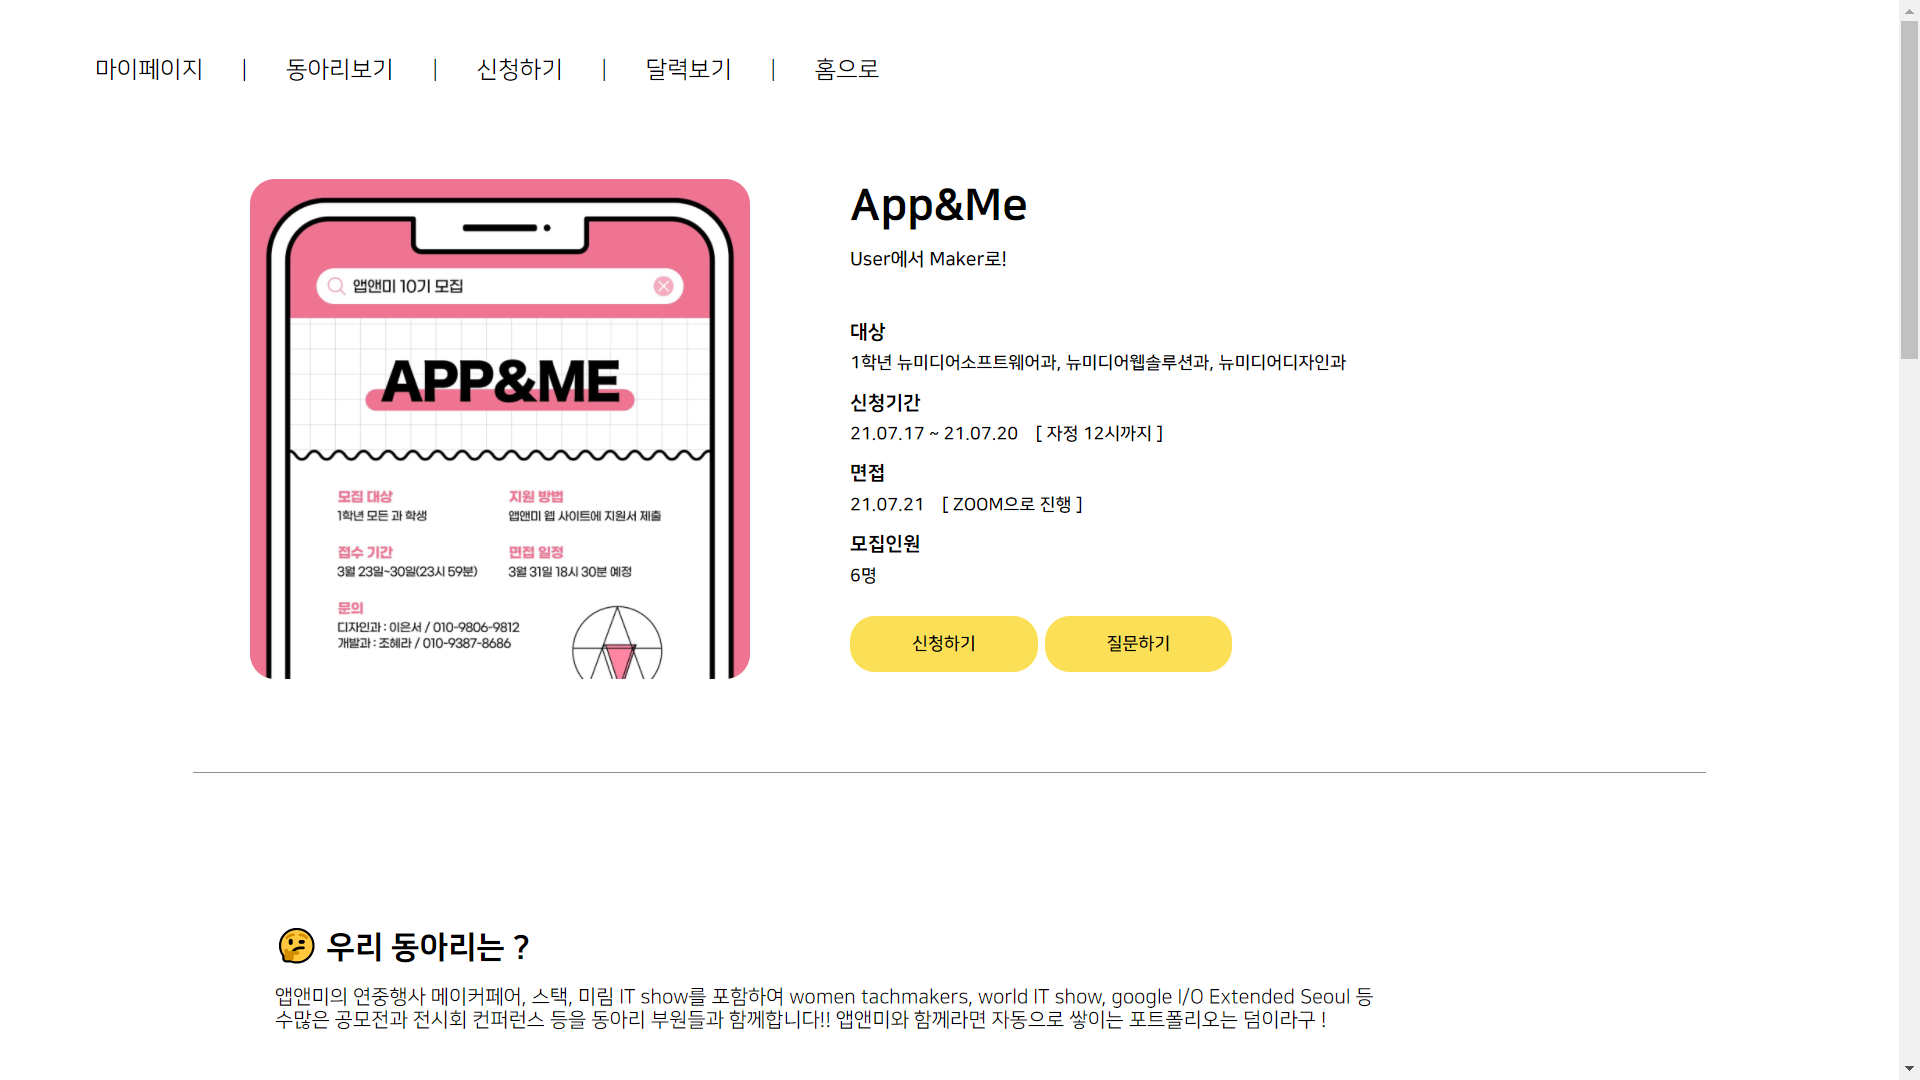 마이페이지 | 동아리보기 | 신청하기 | 달력보기 | 홈으로
앱앤미 10기 모집
APP&ME
모집 대상
1학년 모든 과 학생
지원 방법
앱앤미 웹 사이트에 지원서 제출
접수 기간
3월 23일~30일(23시 59분)
면접 일정
3월 31일 18시 30분 예정
문의
디자인과 : 이은서 / 010-9806-9812
개발과 : 조혜라 / 010-9387-8686
App&Me
User에서 Maker로!
대상
1학년 뉴미디어소프트웨어과, 뉴미디어웹솔루션과, 뉴미디어디자인과
신청기간
21.07.17 ~ 21.07.20 [ 자정 12시까지 ]
면접
21.07.21 [ ZOOM으로 진행 ]
모집인원
6명
신청하기
질문하기
🤔 우리 동아리는 ?
앱앤미의 연중행사 메이커페어, 스택, 미림 IT show를 포함하여 women tachmakers, world IT show, google I/O Extended Seoul 등
수많은 공모전과 전시회 컨퍼런스 등을 동아리 부원들과 함께합니다!! 앱앤미와 함께라면 자동으로 쌓이는 포트폴리오는 덤이라구 !